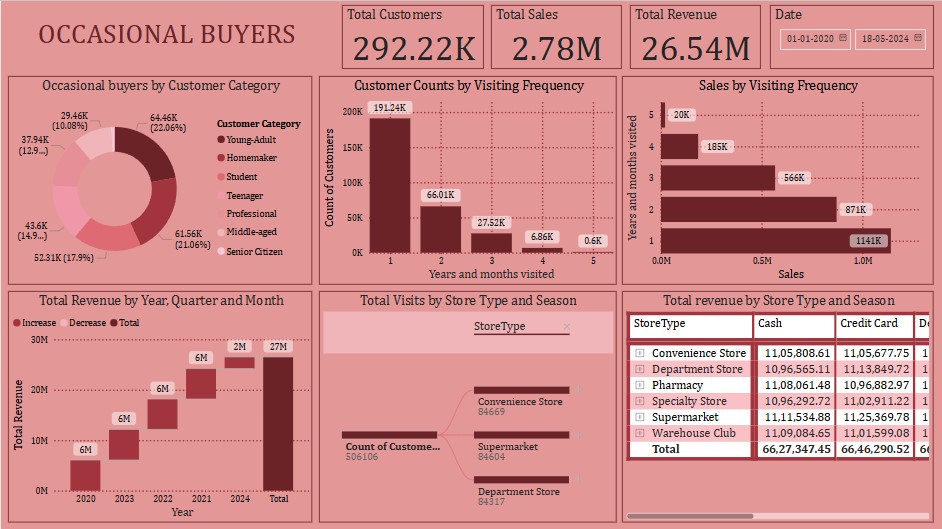 OCCASIONAL BUYERS
Total Customers
292.22K
Total Sales
2.78M
Total Revenue
26.54M
Date
01-01-2020
18-05-2024
Occasional buyers by Customer Category
29.46K
(10.08%)
64.46K
(22.06%)
37.94K
(12.9...)
43.6K
(14.9...)
52.31K (17.9%)
61.56K
(21.06%)
Customer Category
Young-Adult
Homemaker
Student
Teenager
Professional
Middle-aged
Senior Citizen
Customer Counts by Visiting Frequency
Count of Customers
200K
150K
100K
50K
0K
191.24K
66.01K
27.52K
6.86K
0.6K
1 2 3 4 5
Years and months visited
Sales by Visiting Frequency
Years and months visited
5 20K
4 185K
3 566K
2 871K
1 1141K
0.0M 0.5M 1.0M
Sales
Total Revenue by Year, Quarter and Month
Increase Decrease Total
Total Revenue
30M
20M
10M
0M
6M
6M
6M
6M
2M
27M
2020 2023 2022 2021 2024 Total
Year
Total Visits by Store Type and Season
StoreType
Count of Custome...
506106
Convenience Store
84669
Supermarket
84604
Department Store
84317
Total revenue by Store Type and Season
StoreType Cash Credit Card De
Convenience Store 11,05,808.61 11,05,677.75 1
Department Store 10,96,565.11 11,13,849.72 1
Pharmacy 11,08,061.48 10,96,882.97 1
Specialty Store 10,96,292.72 11,02,911.22 1
Supermarket 11,11,534.88 11,25,369.78 1
Warehouse Club 11,09,084.65 11,01,599.08 1
Total 66,27,347.45 66,46,290.52 66